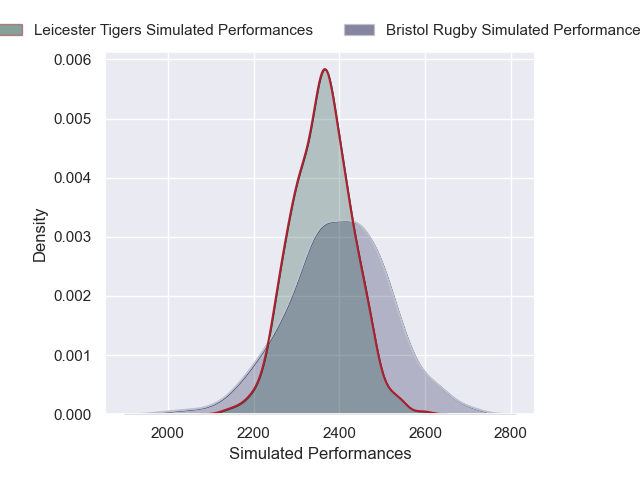 Leicester Tigers Simulated Performances
Bristol Rugby Simulated Performance
0.006
0.005
0.004
0.003
0.002
0.001
0.000
Density
2000 2200 2400 2600 2800
Simulated Performances